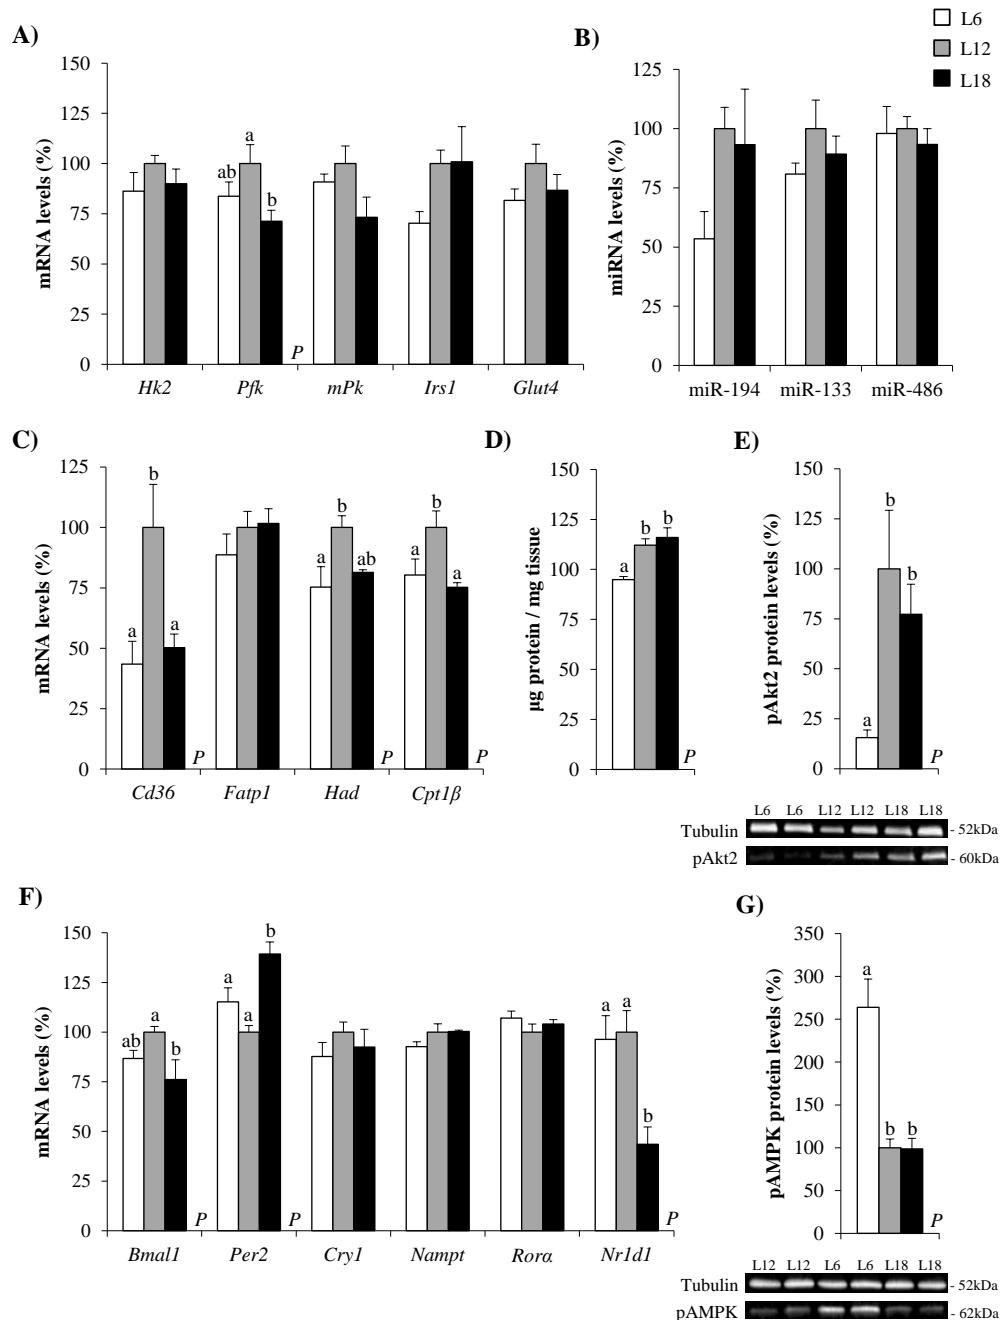 L6
L12
L18
A)
150
125
100
75
50
25
0
mRNA levels (%)
ab
a
b
P
Hk2 Pfk mPk Irs1 Glut4
B)
125
100
75
50
25
0
miRNA levels (%)
miR-194 miR-133 miR-486
C)
125
100
75
50
25
0
mRNA levels (%)
a b a P
a b ab P
a b a P
Cd36 Fatp1 Had Cpt1β
D)
150
125
100
75
50
25
0
µg protein / mg tissue
a b b P
E)
150
125
100
75
50
25
0
pAkt2 protein levels (%)
a b b P
L6 L6 L12 L12 L18 L18
Tubulin - 52kDa
pAkt2 - 60kDa
F)
150
125
100
75
50
25
0
mRNA levels (%)
ab a b P
a a b P
a a b P
Bmal1 Per2 Cry1 Nampt Rorα Nr1d1
G)
350
300
250
200
150
100
50
0
pAMPK protein levels (%)
a b b P
L12 L12 L6 L6 L18 L18
Tubulin - 52kDa
pAMPK - 62kDa